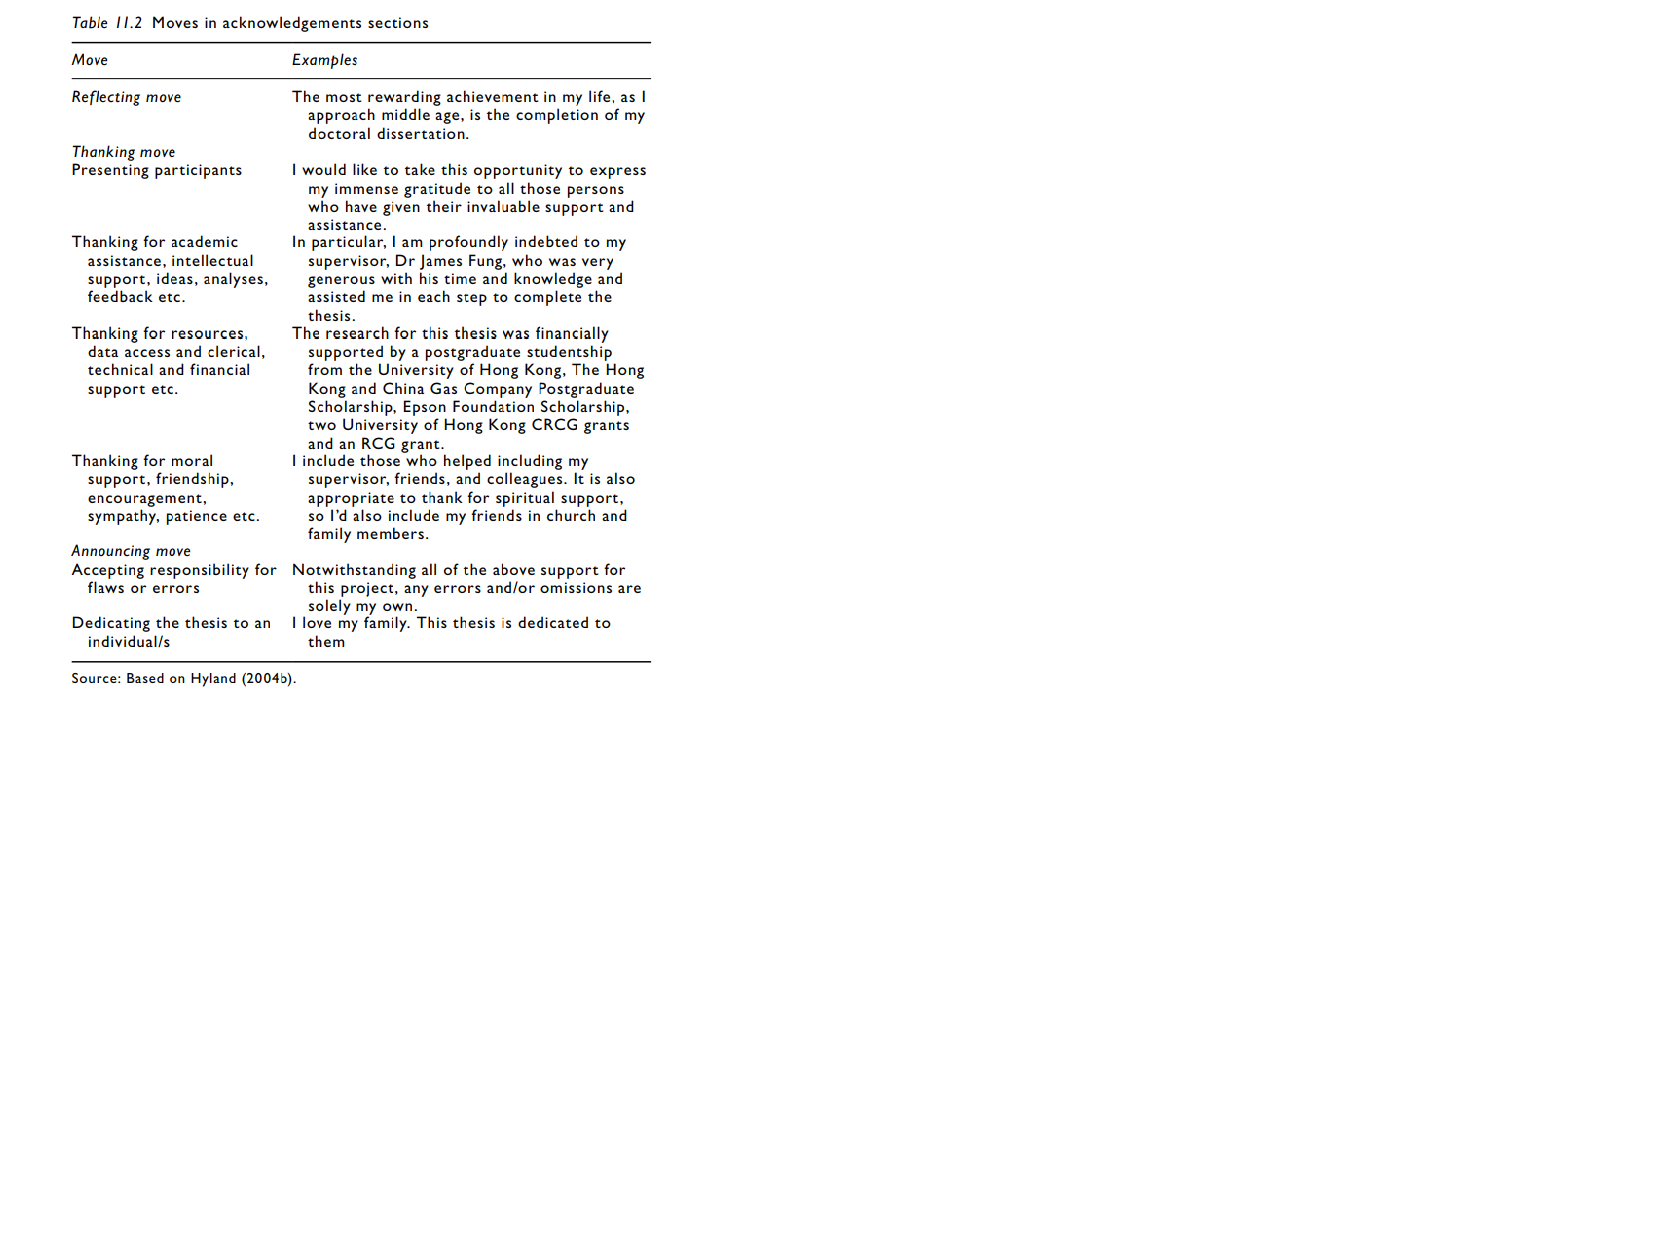 Table 11.2 Moves in acknowledgements sections
Move Examples
Reflecting move The most rewarding achievement in my life, as I
approach middle age, is the completion of my
doctoral dissertation.
Thanking move
Presenting participants I would like to take this opportunity to express
my immense gratitude to all those persons
who have given their invaluable support and
assistance.
Thanking for academic In particular, I am profoundly indebted to my
assistance, intellectual supervisor, Dr James Fung, who was very
support, ideas, analyses, generous with his time and knowledge and
feedback etc. assisted me in each step to complete the
thesis.
Thanking for resources, The research for this thesis was financially
data access and clerical, supported by a postgraduate studentship
technical and financial from the University of Hong Kong, The Hong
support etc. Kong and China Gas Company Postgraduate
Scholarship, Epson Foundation Scholarship,
two University of Hong Kong CRCG grants
and an RCG grant.
Thanking for moral I include those who helped including my
support, friendship, supervisor, friends, and colleagues. It is also
encouragement, appropriate to thank for spiritual support,
sympathy, patience etc. so I'd also include my friends in church and
family members.
Announcing move
Accepting responsibility for Notwithstanding all of the above support for
flaws or errors this project, any errors and/or omissions are
solely my own.
Dedicating the thesis to an I love my family. This thesis is dedicated to
individual/s them
Source: Based on Hyland (2004b).